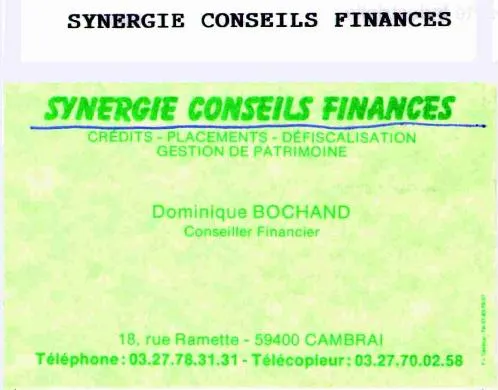 SYNERGIE CONSEILS FINANCES
SYNERGIE CONSEILS FINANCES
CRÉDITS - PLACEMENTS - DÉFISCALISATION
GESTION DE PATRIMOINE
Dominique BOCHAND
Conseiller Financier
18, rue Ramette - 59400 CAMBRAI
Téléphone : 03.27.78.31.31 - Télécopieur : 03.27.70.02.58